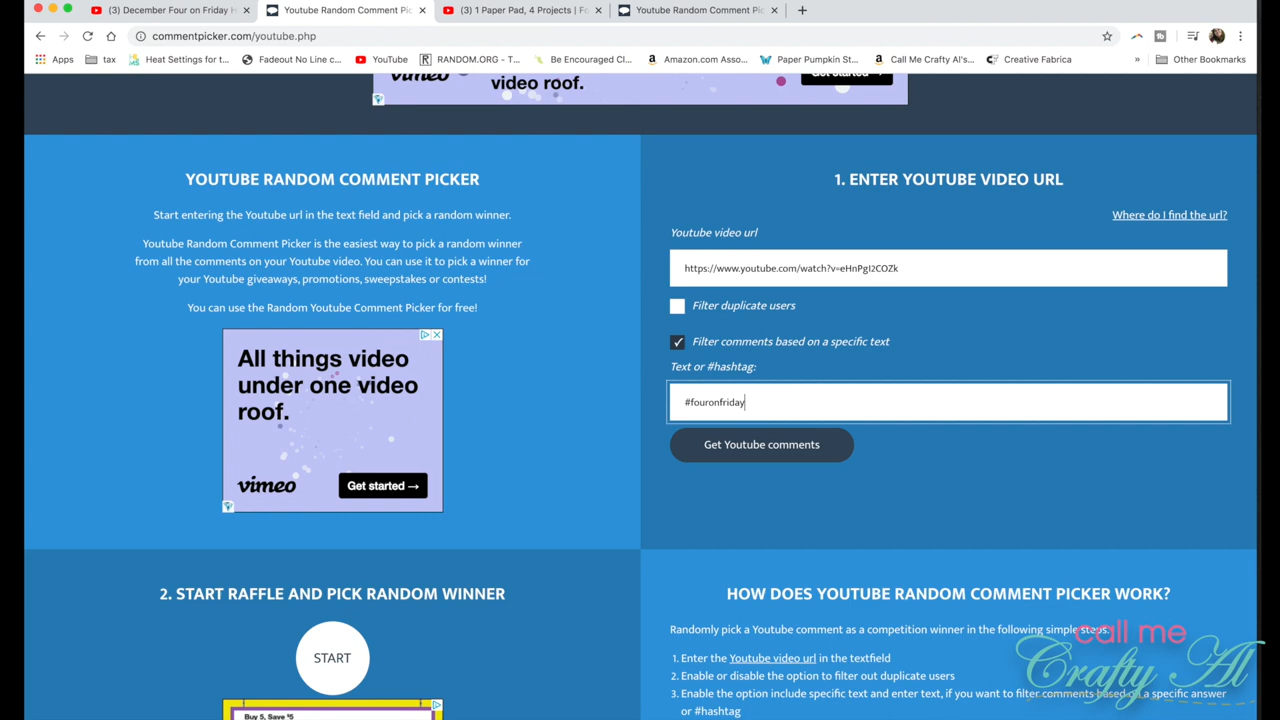 (3) December Four on Friday H
Youtube Random Comment Pic
(3) 1 Paper Pad, 4 Projects | Fo
Youtube Random Comment Pic
commentpicker.com/youtube.php
Apps
tax
Heat Settings for t...
Fadeout No Line c...
YouTube
RANDOM.ORG - T...
Be Encouraged Cl...
Amazon.com Asso...
Paper Pumpkin St...
Call Me Crafty Al's...
Creative Fabrica
»
Other Bookmarks
vimeo
video roof.
Get started →
YOUTUBE RANDOM COMMENT PICKER
Start entering the Youtube url in the text field and pick a random winner.
Youtube Random Comment Picker is the easiest way to pick a random winner
from all the comments on your Youtube video. You can use it to pick a winner for
your Youtube giveaways, promotions, sweepstakes or contests!
You can use the Random Youtube Comment Picker for free!
All things video
under one video
roof.
vimeo
Get started →
1. ENTER YOUTUBE VIDEO URL
Where do I find the url?
Youtube video url
https://www.youtube.com/watch?v=eHnPgI2COZk
Filter duplicate users
Filter comments based on a specific text
Text or #hashtag:
#fouronfriday
Get Youtube comments
2. START RAFFLE AND PICK RANDOM WINNER
START
Buy 5, Save $5
HOW DOES YOUTUBE RANDOM COMMENT PICKER WORK?
Randomly pick a Youtube comment as a competition winner in the following simple steps:
1. Enter the Youtube video url in the textfield
2. Enable or disable the option to filter out duplicate users
3. Enable the option include specific text and enter text, if you want to filter comments based on a specific answer
or #hashtag
call me
Crafty Al